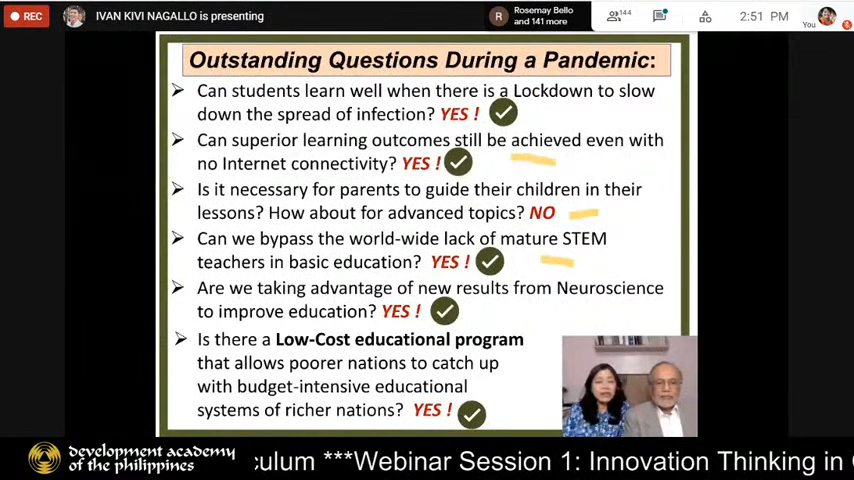 REC
IVAN KIVI NAGALLO is presenting
R
Rosemay Bello
and 141 more
144
2:51 PM
You
Outstanding Questions During a Pandemic:
Can students learn well when there is a Lockdown to slow
down the spread of infection? YES !
Can superior learning outcomes still be achieved even with
no Internet connectivity? YES !
Is it necessary for parents to guide their children in their
lessons? How about for advanced topics? NO
Can we bypass the world-wide lack of mature STEM
teachers in basic education? YES !
Are we taking advantage of new results from Neuroscience
to improve education? YES !
Is there a Low-Cost educational program
that allows poorer nations to catch up
with budget-intensive educational
systems of richer nations? YES !
development academy
of the philippines
culum ***Webinar Session 1: Innovation Thinking in